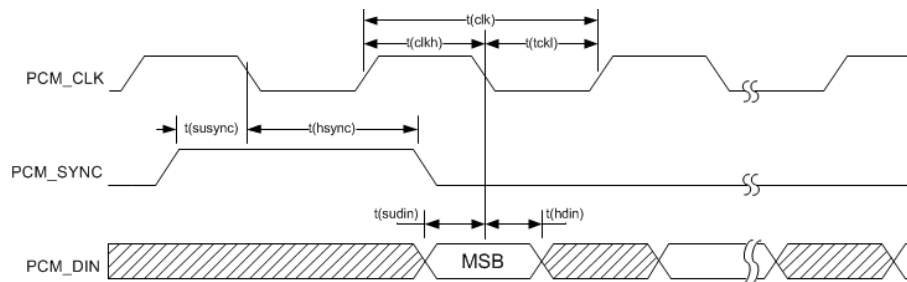 t(clk)
t(clkh) t(tckl)
PCM_CLK
t(susync) t(hsync)
PCM_SYNC
t(sudin) t(hdin)
PCM_DIN MSB